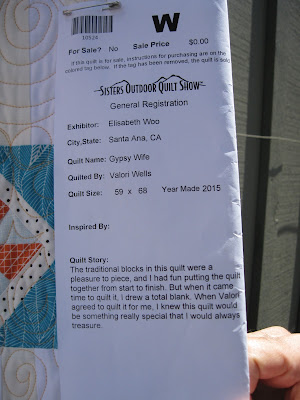 W
For Sale? No Sale Price $0.00
If this quilt is for sale, instructions for purchasing are on the
colored tag below. If the tag has been removed, the quilt is sold
SISTERS OUTDOOR QUILT SHOW
General Registration
Exhibitor: Elisabeth Woo
City,State: Santa Ana, CA
Quilt Name: Gypsy Wife
Quilted By: Valori Wells
Quilt Size: 59 x 68 Year Made 2015
Inspired By:
Quilt Story:
The traditional blocks in this quilt were a
pleasure to piece, and I had fun putting the quilt
together from start to finish. But when it came
time to quilt it, I drew a total blank. When Valori
agreed to quilt it for me, I knew this quilt would
be something really special that I would always
treasure.